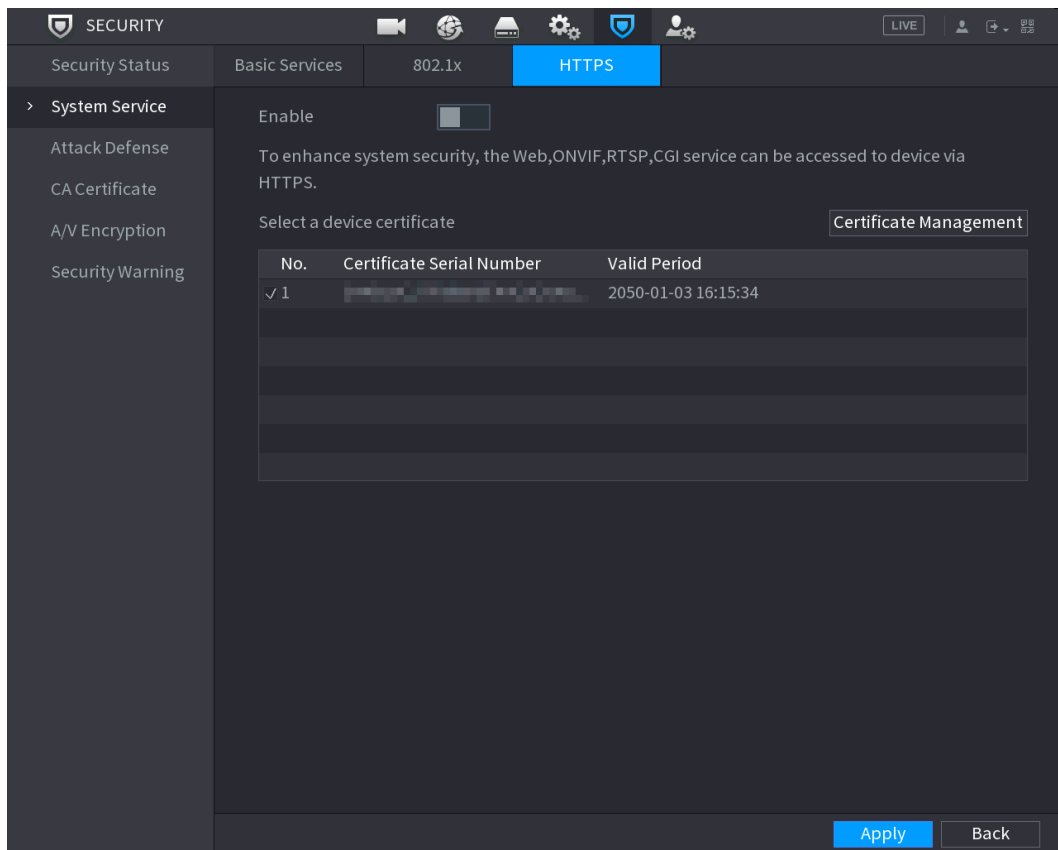 SECURITY
LIVE
Security Status
System Service
Attack Defense
CA Certificate
A/V Encryption
Security Warning
Basic Services 802.1x HTTPS
Enable
To enhance system security, the Web,ONVIF,RTSP,CGI service can be accessed to device via
HTTPS.
Select a device certificate Certificate Management
No. Certificate Serial Number Valid Period
1 2050-01-03 16:15:34
Apply Back